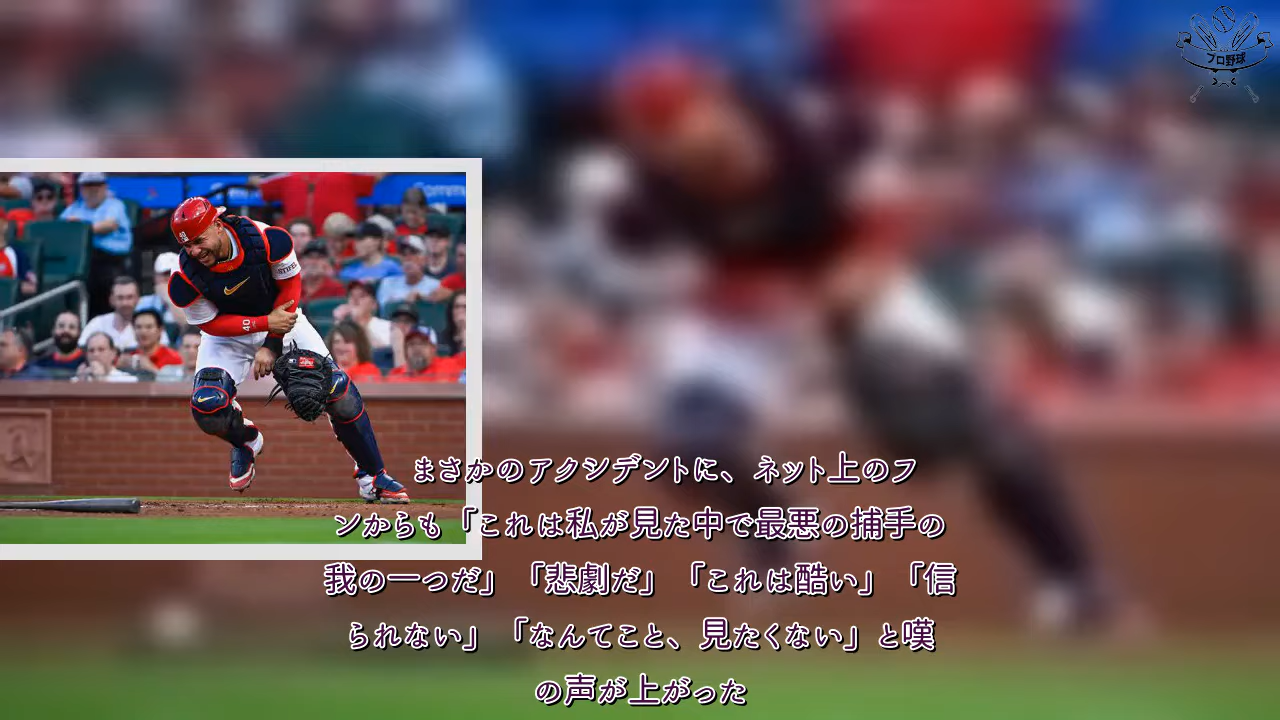 プロ野球
Comm
STIFEL
40
まさかのアクシデントに、ネット上のフ
ンからも「これは私が見た中で最悪の捕手の
我の一つだ」「悲劇だ」「これは酷い」「信
られない」「なんてこと、見たくない」と嘆
の声が上がった